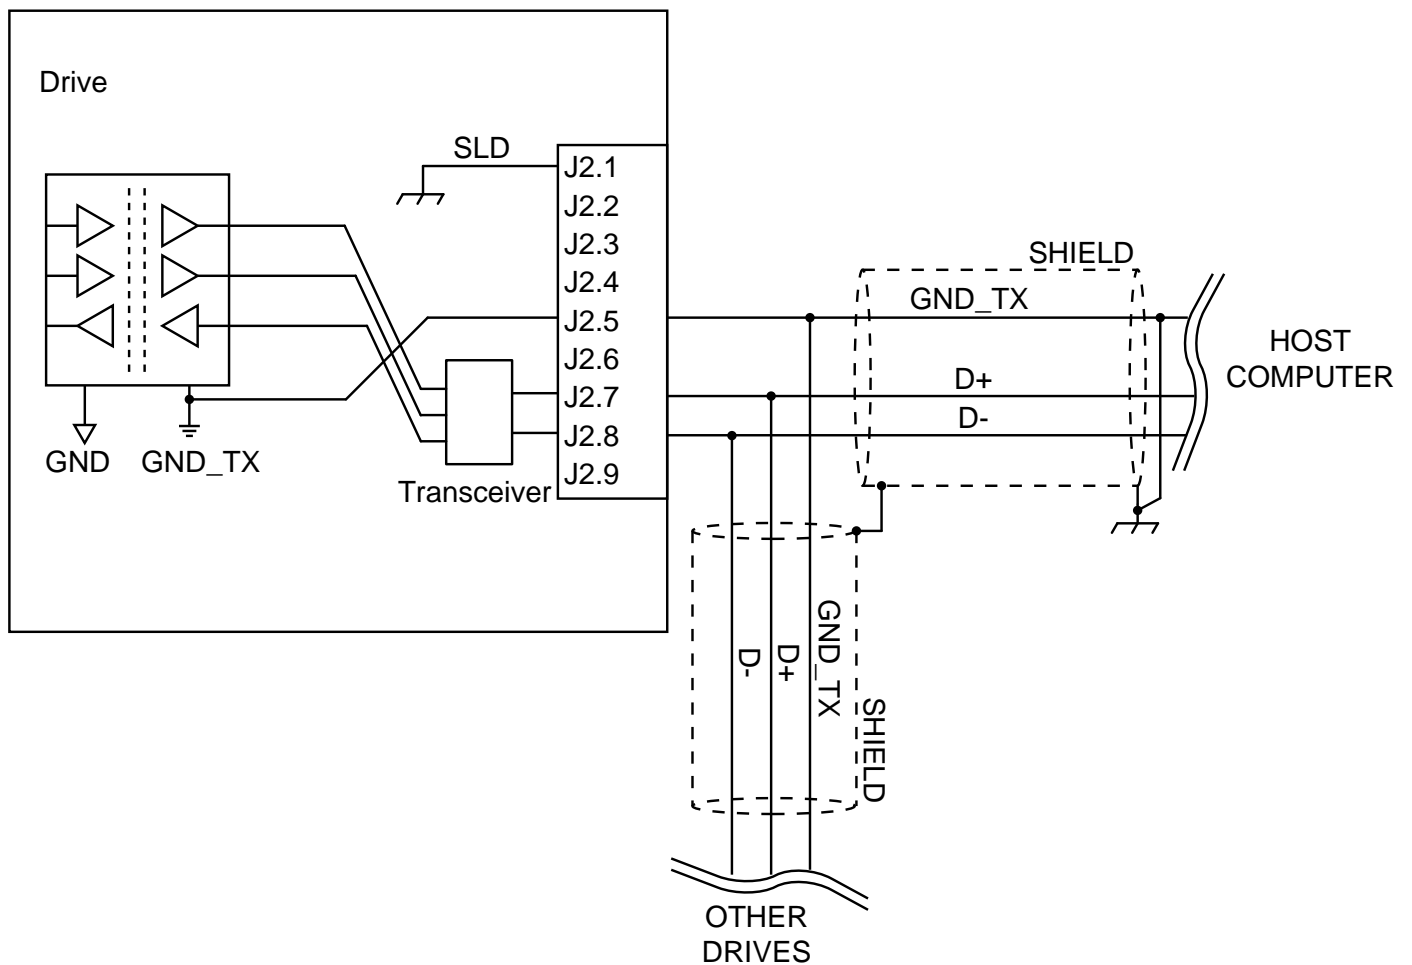 Drive
SLD
J2.1
J2.2
J2.3
J2.4
J2.5
J2.6
J2.7
J2.8
J2.9
GND
GND_TX
Transceiver
SHIELD
GND_TX
D+
D-
HOST
COMPUTER
D-
D+
GND_TX
SHIELD
OTHER
DRIVES